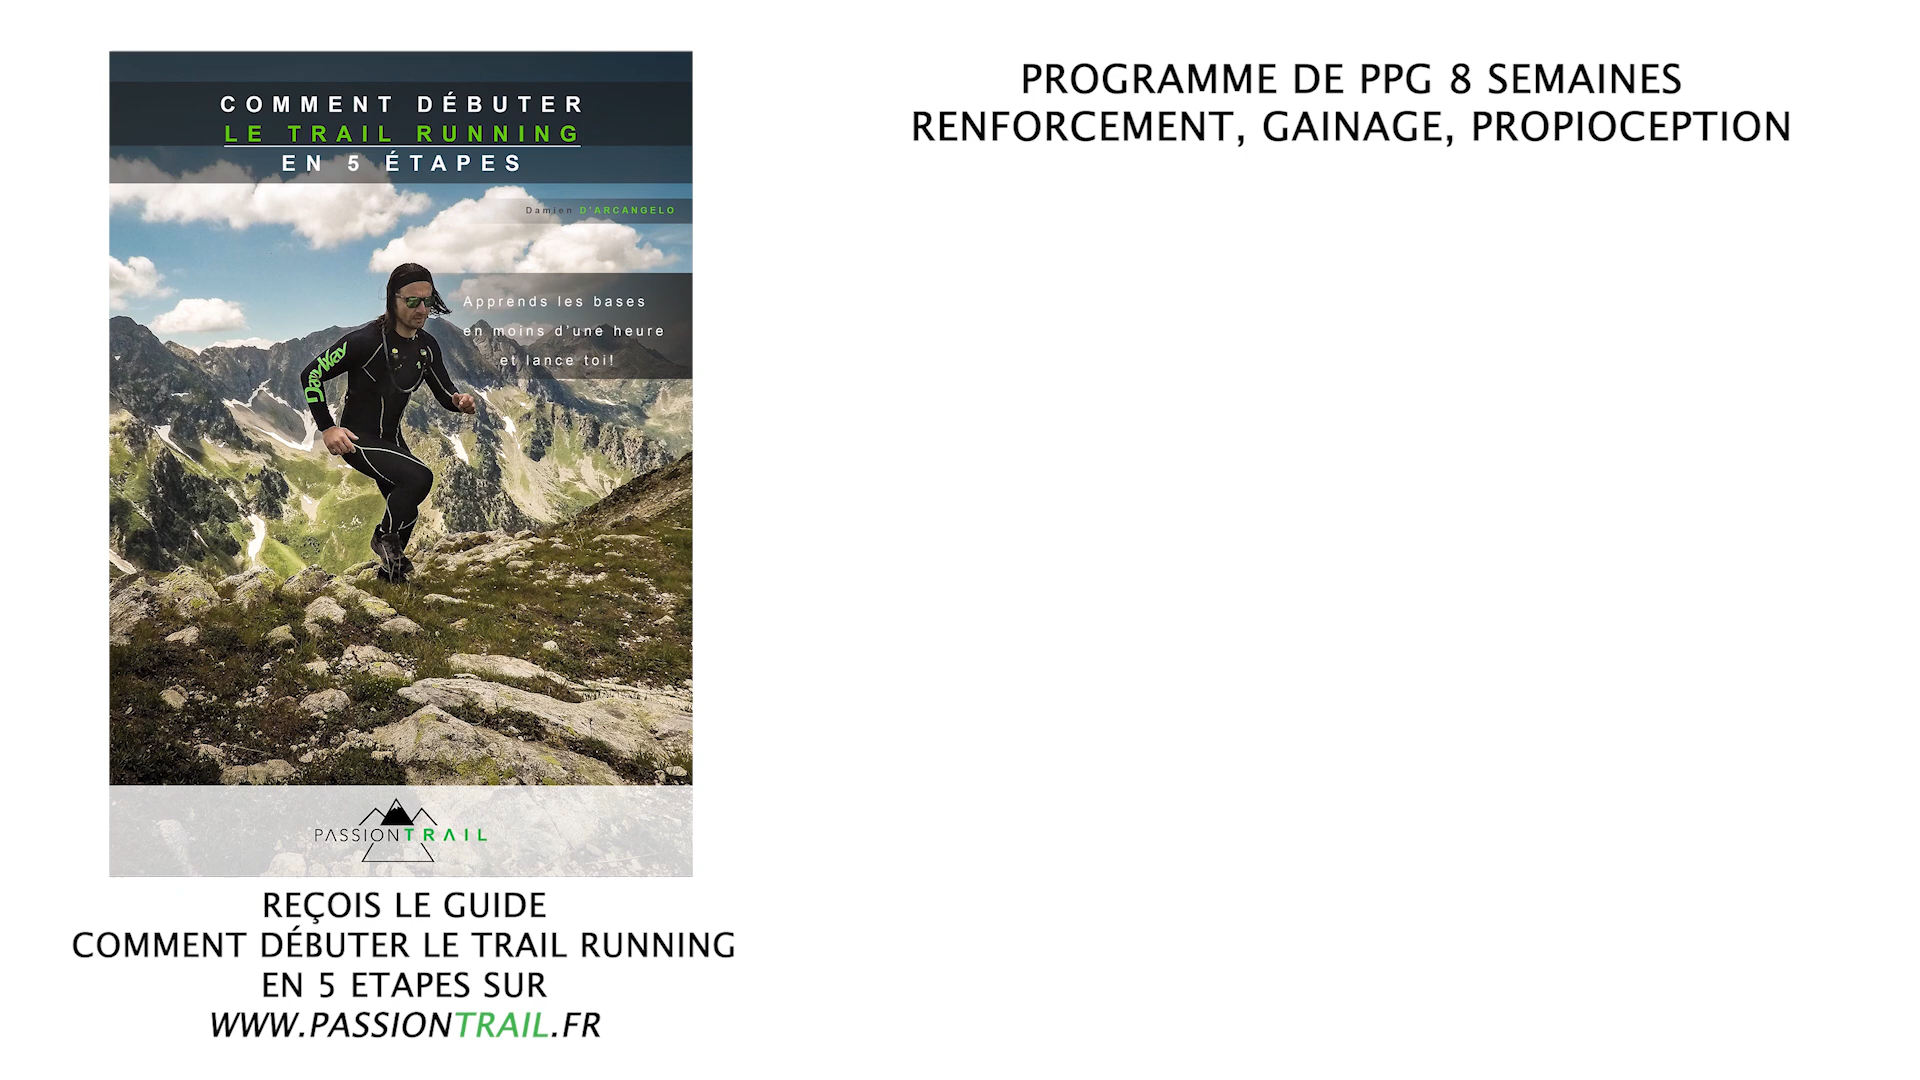 COMMENT DÉBUTER
LE TRAIL RUNNING
EN 5 ÉTAPES
Damien D'ARCANGELO
Apprends les bases
en moins d'une heure
et lance toi!
DadWay
PASSIONTRAIL
REÇOIS LE GUIDE
COMMENT DÉBUTER LE TRAIL RUNNING
EN 5 ETAPES SUR
WWW.PASSIONTRAIL.FR
PROGRAMME DE PPG 8 SEMAINES
RENFORCEMENT, GAINAGE, PROPIOCEPTION